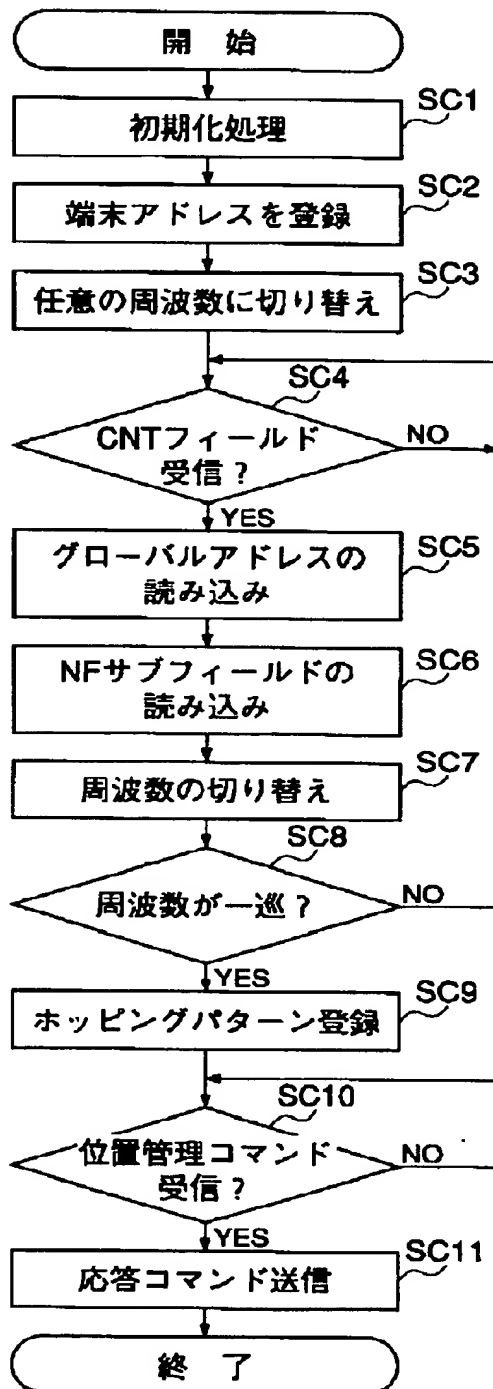 開 始
SC1
初期化処理
SC2
端末アドレスを登録
SC3
任意の周波数に切り替え
SC4
CNTフィールド
受信?
NO
YES
SC5
グローバルアドレスの
読み込み
SC6
NFサブフィールドの
読み込み
SC7
周波数の切り替え
SC8
周波数が一巡?
NO
YES
SC9
ホッピングパターン登録
SC10
位置管理コマンド
受信?
NO
YES
SC11
応答コマンド送信
終 了